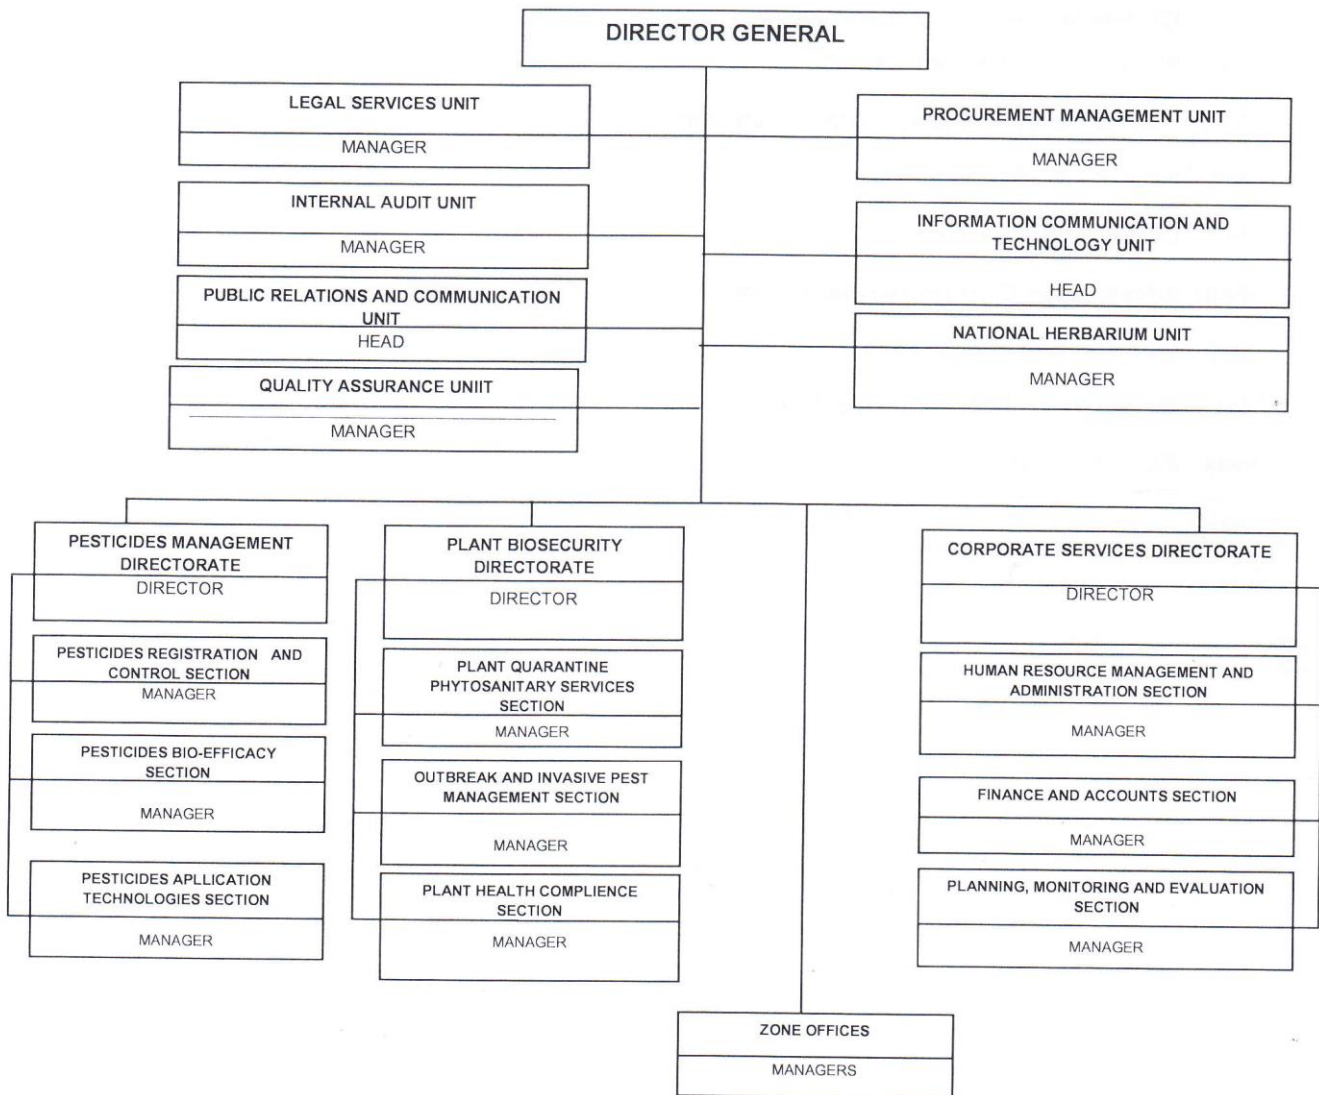 DIRECTOR GENERAL
LEGAL SERVICES UNIT
MANAGER
PROCUREMENT MANAGEMENT UNIT
MANAGER
INTERNAL AUDIT UNIT
MANAGER
INFORMATION COMMUNICATION AND
TECHNOLOGY UNIT
HEAD
PUBLIC RELATIONS AND COMMUNICATION
UNIT
HEAD
NATIONAL HERBARIUM UNIT
MANAGER
QUALITY ASSURANCE UNIIT
MANAGER
PESTICIDES MANAGEMENT
DIRECTORATE
DIRECTOR
PESTICIDES REGISTRATION AND
CONTROL SECTION
MANAGER
PESTICIDES BIO-EFFICACY
SECTION
MANAGER
PESTICIDES APLLICATION
TECHNOLOGIES SECTION
MANAGER
PLANT BIOSECURITY
DIRECTORATE
DIRECTOR
PLANT QUARANTINE
PHYTOSANITARY SERVICES
SECTION
MANAGER
OUTBREAK AND INVASIVE PEST
MANAGEMENT SECTION
MANAGER
PLANT HEALTH COMPLIENCE
SECTION
MANAGER
CORPORATE SERVICES DIRECTORATE
DIRECTOR
HUMAN RESOURCE MANAGEMENT AND
ADMINISTRATION SECTION
MANAGER
FINANCE AND ACCOUNTS SECTION
MANAGER
PLANNING, MONITORING AND EVALUATION
SECTION
MANAGER
ZONE OFFICES
MANAGERS